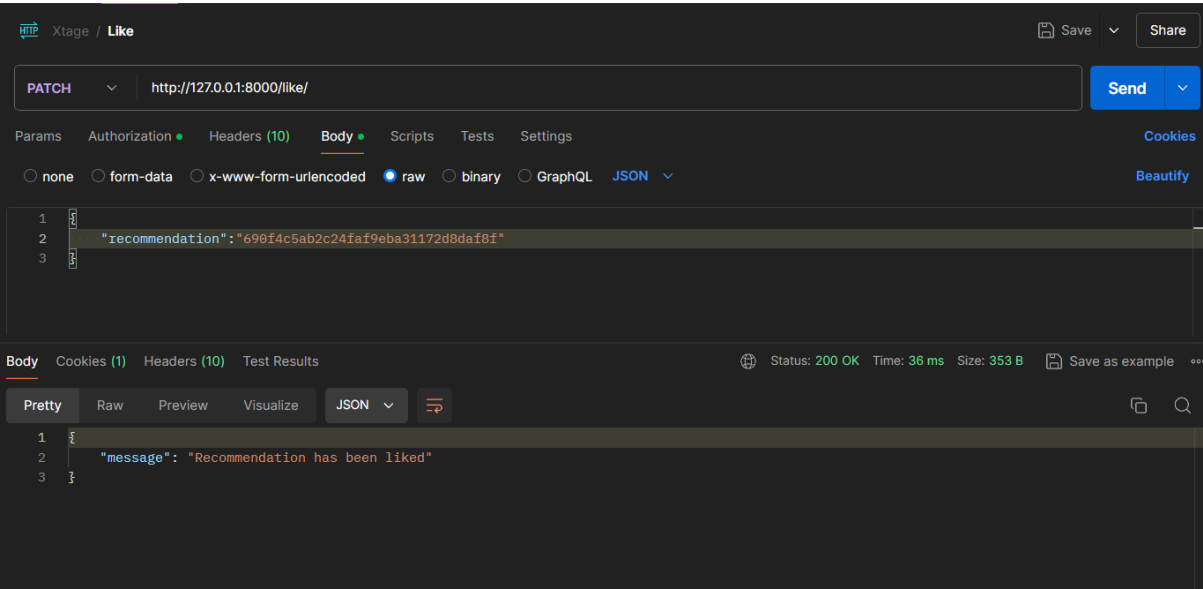 HTTP Xtage / Like Save Share
PATCH http://127.0.0.1:8000/like/ Send
Params Authorization Headers (10) Body Scripts Tests Settings Cookies
none form-data x-www-form-urlencoded raw binary GraphQL JSON Beautify
1 {
2 "recommendation":"690f4c5ab2c24faf9eba31172d8daf8f"
3 }
Body Cookies (1) Headers (10) Test Results Status: 200 OK Time: 36 ms Size: 353 B Save as example
Pretty Raw Preview Visualize JSON
1 {
2 "message": "Recommendation has been liked"
3 }